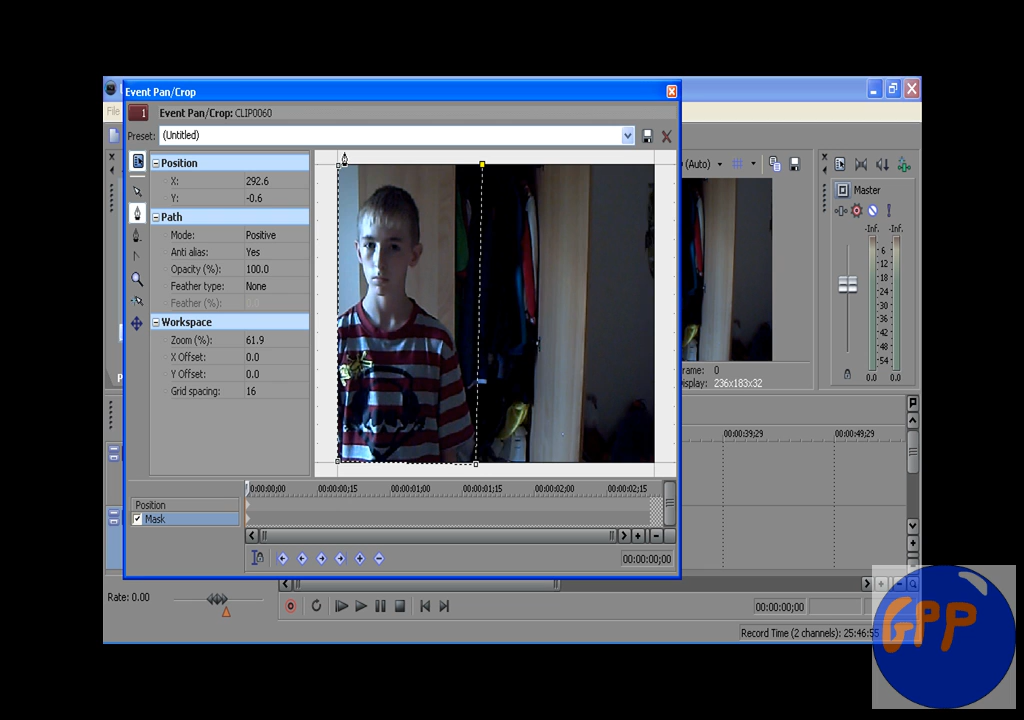 Event Pan/Crop
File
1
Event Pan/Crop: CLIP0060
Preset: (Untitled)
Position
X: 292.6
Y: -0.6
Path
Mode: Positive
Anti alias: Yes
Opacity (%): 100.0
Feather type: None
Feather (%): 0.0
Workspace
Zoom (%): 61.9
X Offset: 0.0
Y Offset: 0.0
Grid spacing: 16
(Auto)
Master
-Inf. -Inf.
6
-12
-18
-24
-30
-36
-42
-48
-54
0.0 0.0
rame: 0
isplay: 236x183x32
P
00:00:39;29 00:00:49;29
0:00:00;00 00:00:00;15 00:00:01;00 00:00:01;15 00:00:02;00 00:00:02;15
Position
Mask
00:00:00;00
Rate: 0.00
00:00:00;00
Record Time (2 channels): 25:46:55
GPP